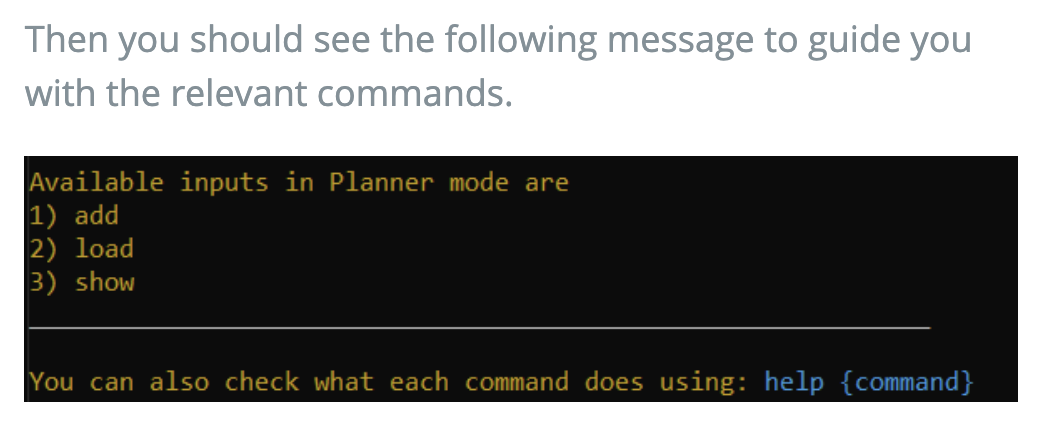 Then you should see the following message to guide you
with the relevant commands.
Available inputs in Planner mode are
1) add
2) load
3) show
You can also check what each command does using: help {command}